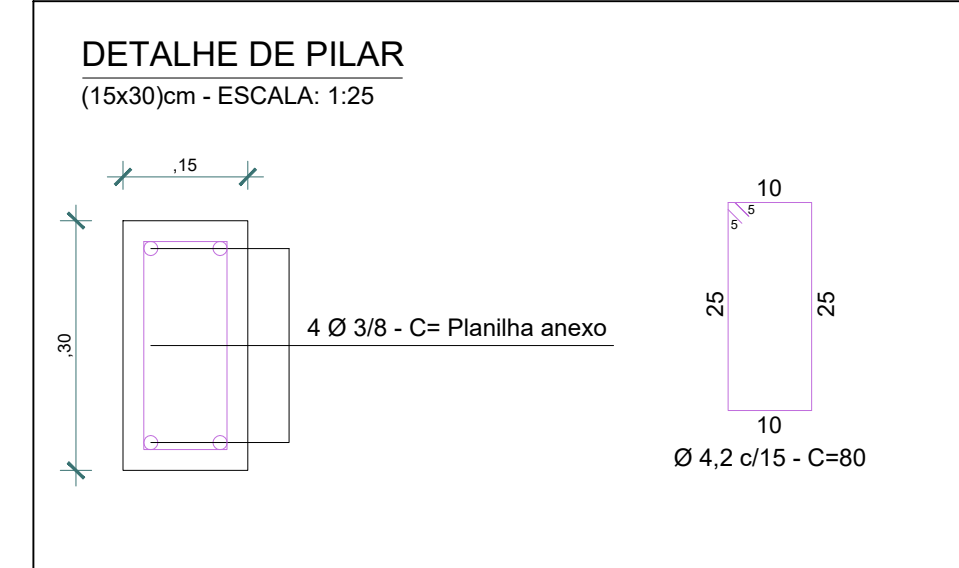 DETALHE DE PILAR
(15x30)cm - ESCALA: 1:25
,15
,30
4 Ø 3/8 - C= Planilha anexo
10
5
5
25
25
10
Ø 4,2 c/15 - C=80